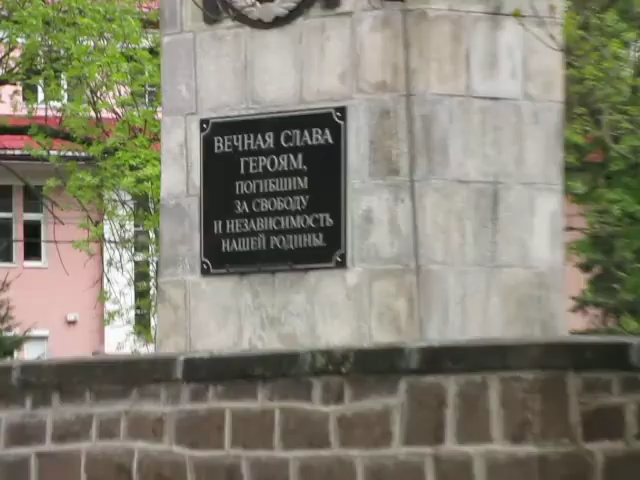 ВЕЧНАЯ СЛАВА
ГЕРОЯМ,
ПОГИБШИМ
ЗА СВОБОДУ
И НЕЗАВИСИМОСТЬ
НАШЕЙ РОДИНЫ.